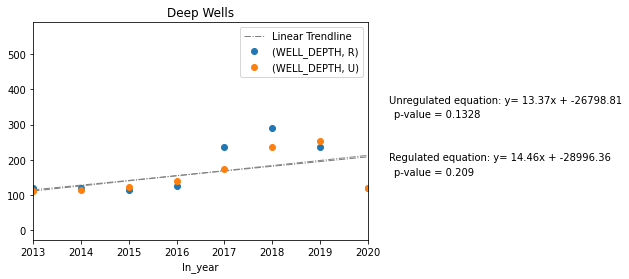 Deep Wells
500
400
300
200
100
0
2013 2014 2015 2016 2017 2018 2019 2020
In_year
Linear Trendline
(WELL_DEPTH, R)
(WELL_DEPTH, U)
Unregulated equation: y= 13.37x + -26798.81
p-value = 0.1328
Regulated equation: y= 14.46x + -28996.36
p-value = 0.209